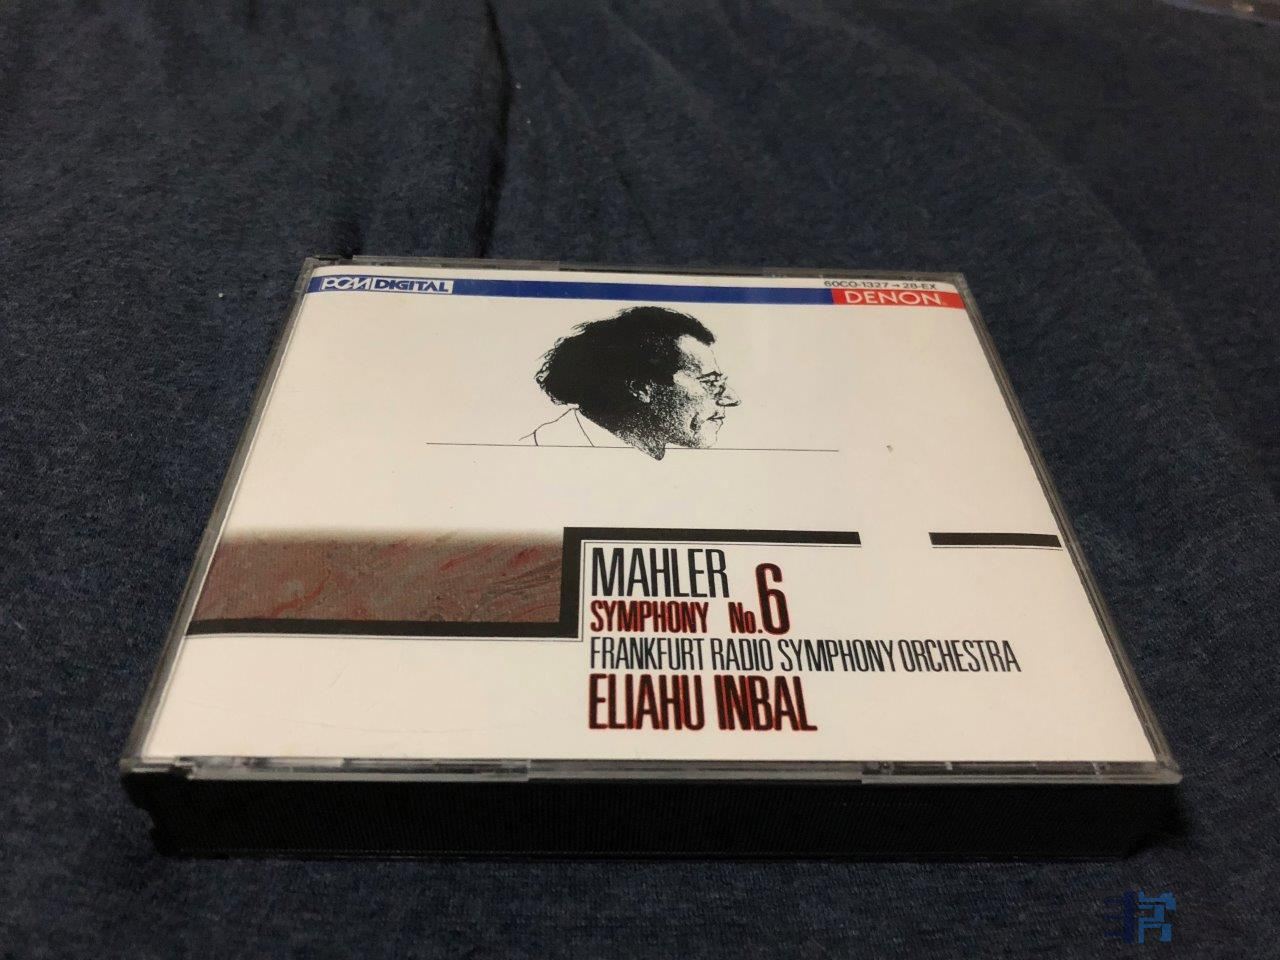 PCM DIGITAL
60CO-1327→28-EX
DENON
MAHLER
SYMPHONY No.6
FRANKFURT RADIO SYMPHONY ORCHESTRA
ELIAHU INBAL